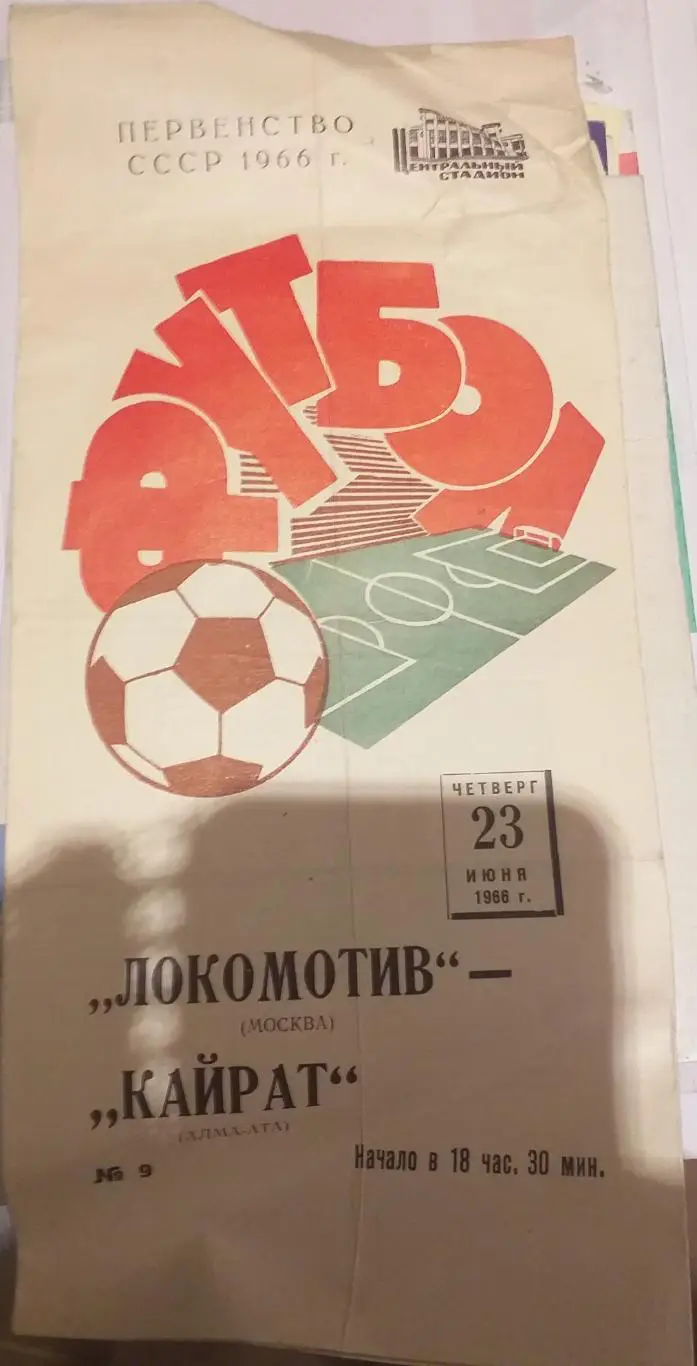 ПЕРВЕНСТВО
СССР 1966 г.
ЦЕНТРАЛЬНЫЙ
СТАДИОН
ФУТБОЛ
ЧЕТВЕРГ
23
ИЮНЯ
1966 г.
„ЛОКОМОТИВ“ —
(МОСКВА)
„КАЙРАТ“
(АЛМА-АТА)
№ 9
Начало в 18 час. 30 мин.